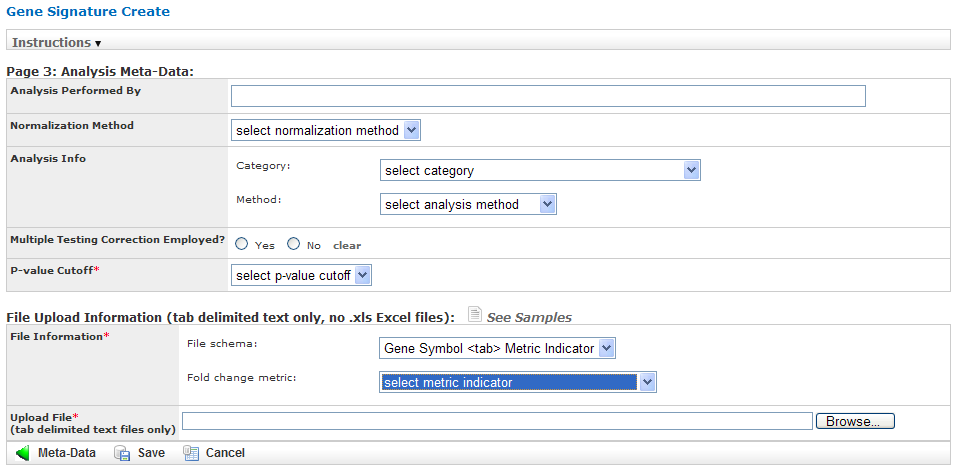 Gene Signature Create
Instructions ▼
Page 3: Analysis Meta-Data:
Analysis Performed By
Normalization Method select normalization method
Analysis Info Category: select category
Method: select analysis method
Multiple Testing Correction Employed? Yes No clear
P-value Cutoff* select p-value cutoff
File Upload Information (tab delimited text only, no .xls Excel files): See Samples
File Information* File schema: Gene Symbol <tab> Metric Indicator
Fold change metric: select metric indicator
Upload File*
(tab delimited text files only) Browse...
Meta-Data Save Cancel